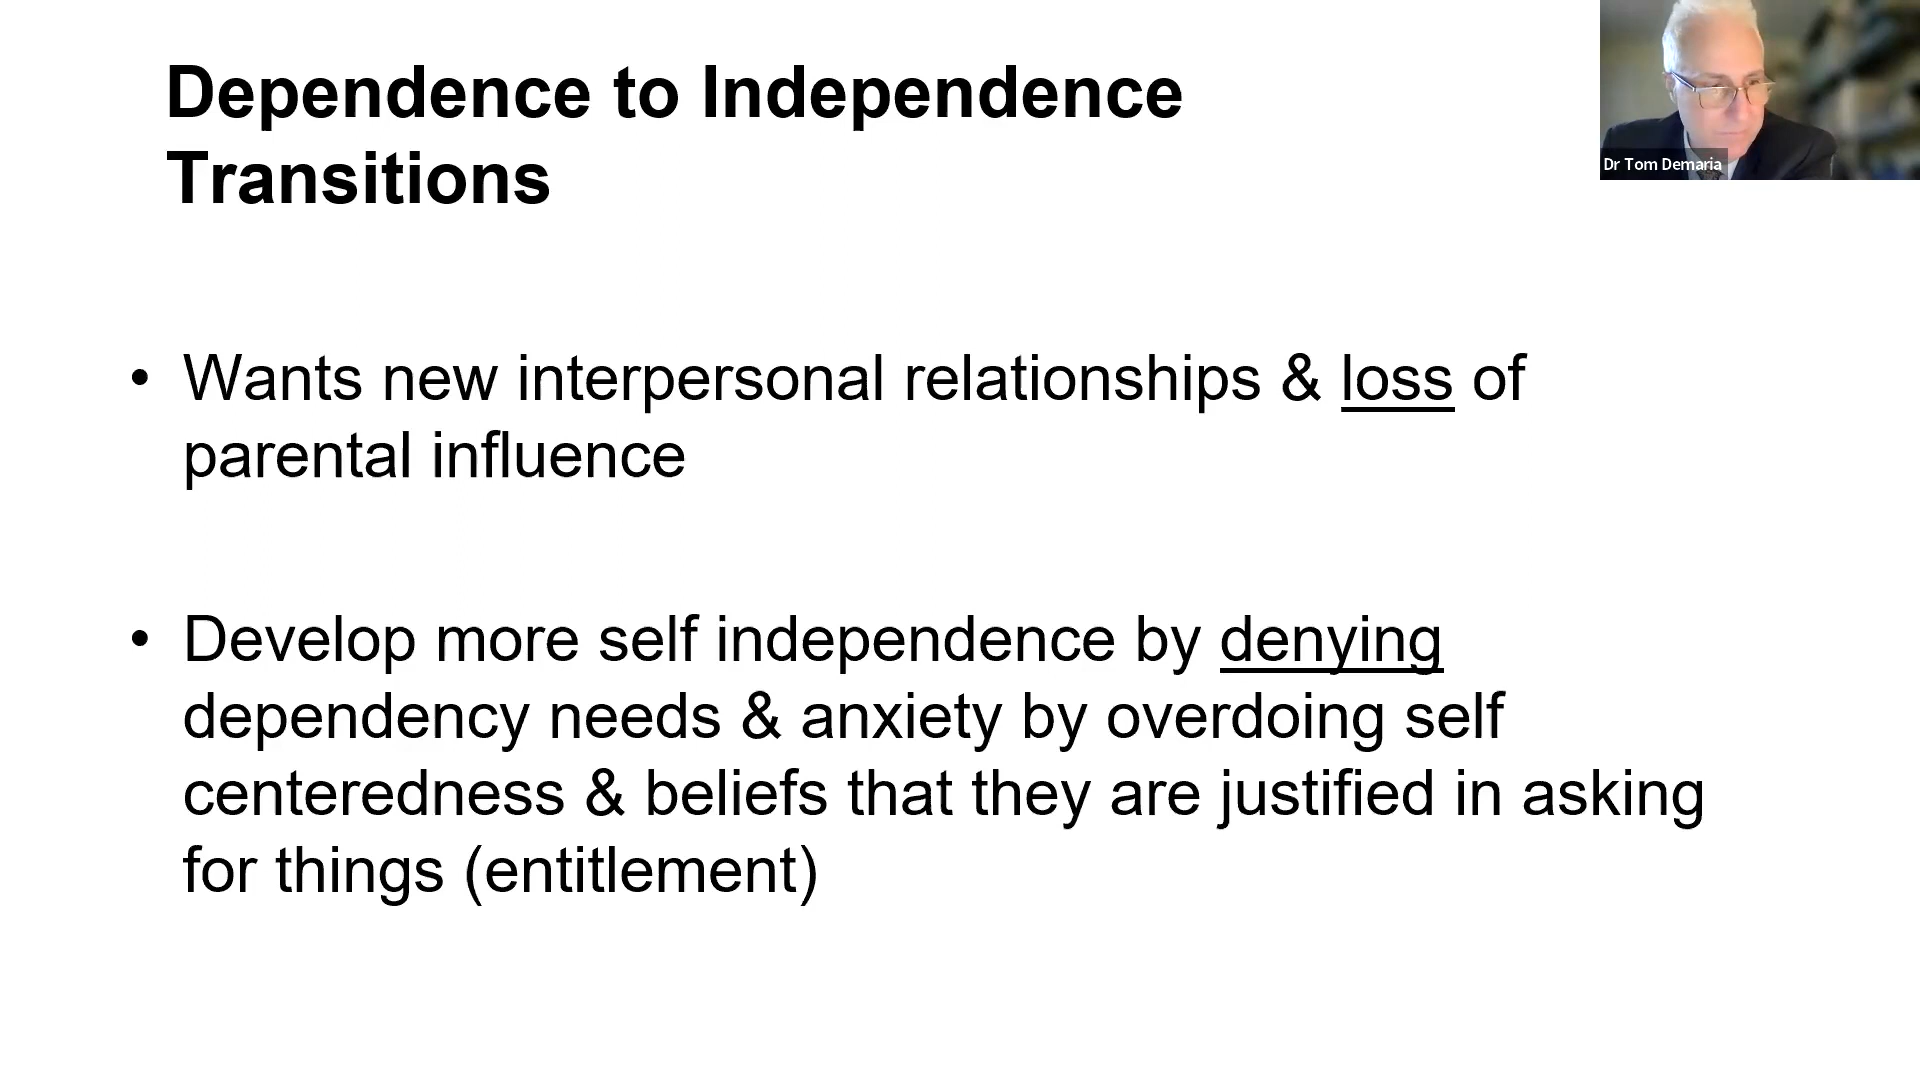 Dependence to Independence
Transitions
Dr Tom Demaria
• Wants new interpersonal relationships & loss of
parental influence
• Develop more self independence by denying
dependency needs & anxiety by overdoing self
centeredness & beliefs that they are justified in asking
for things (entitlement)